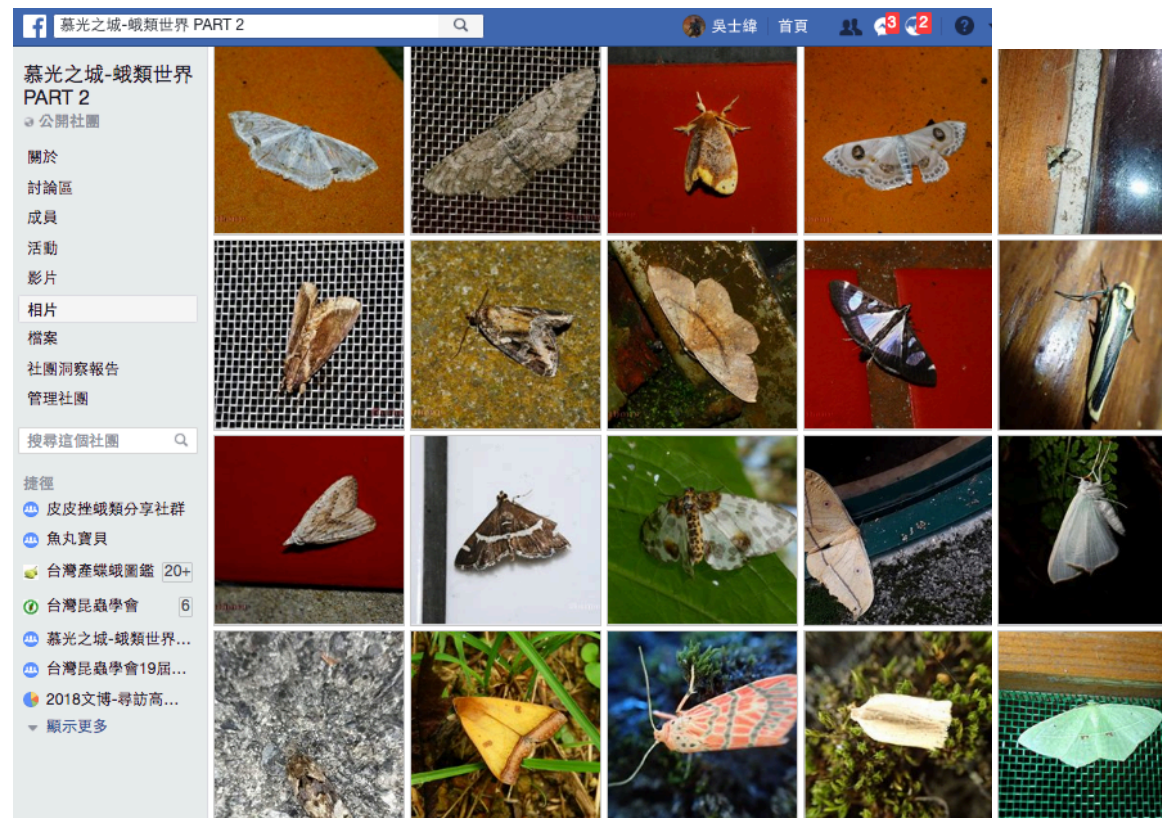 慕光之城-蛾類世界 PART 2
吳士緯
首頁
3
2
慕光之城-蛾類世界
PART 2
公開社團
關於
討論區
成員
活動
影片
相片
檔案
社團洞察報告
管理社團
搜尋這個社團
捷徑
皮皮挫蛾類分享社群
魚丸寶貝
台灣產蝶蛾圖鑑 20+
台灣昆蟲學會 6
慕光之城-蛾類世界...
台灣昆蟲學會19屆...
2018文博-尋訪高...
顯示更多